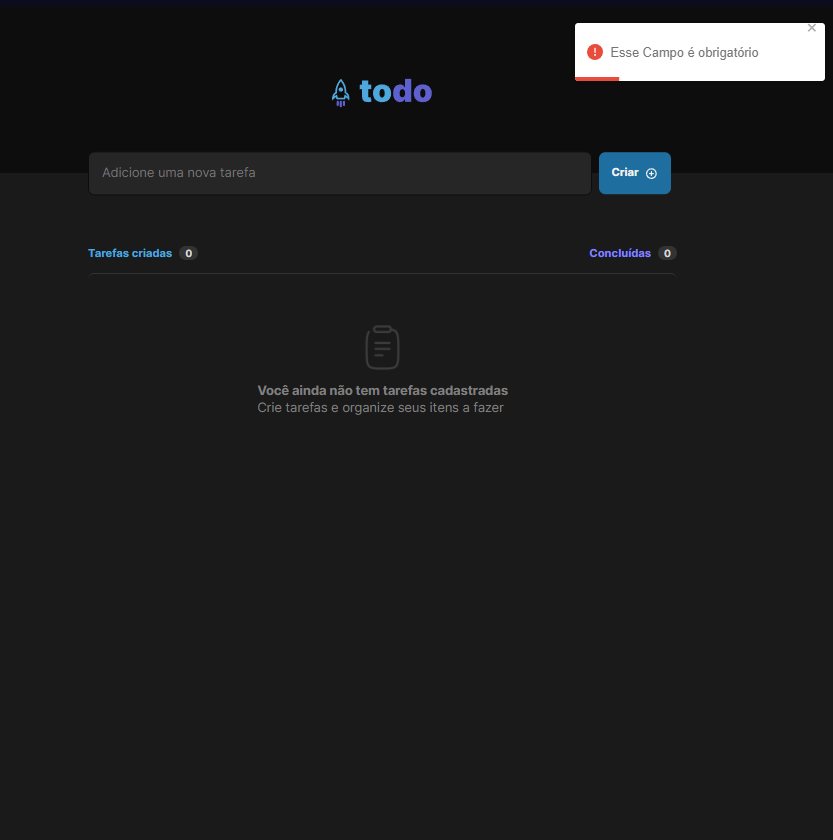 Esse Campo é obrigatório
todo
Adicione uma nova tarefa
Criar
Tarefas criadas 0
Concluídas 0
Você ainda não tem tarefas cadastradas
Crie tarefas e organize seus itens a fazer